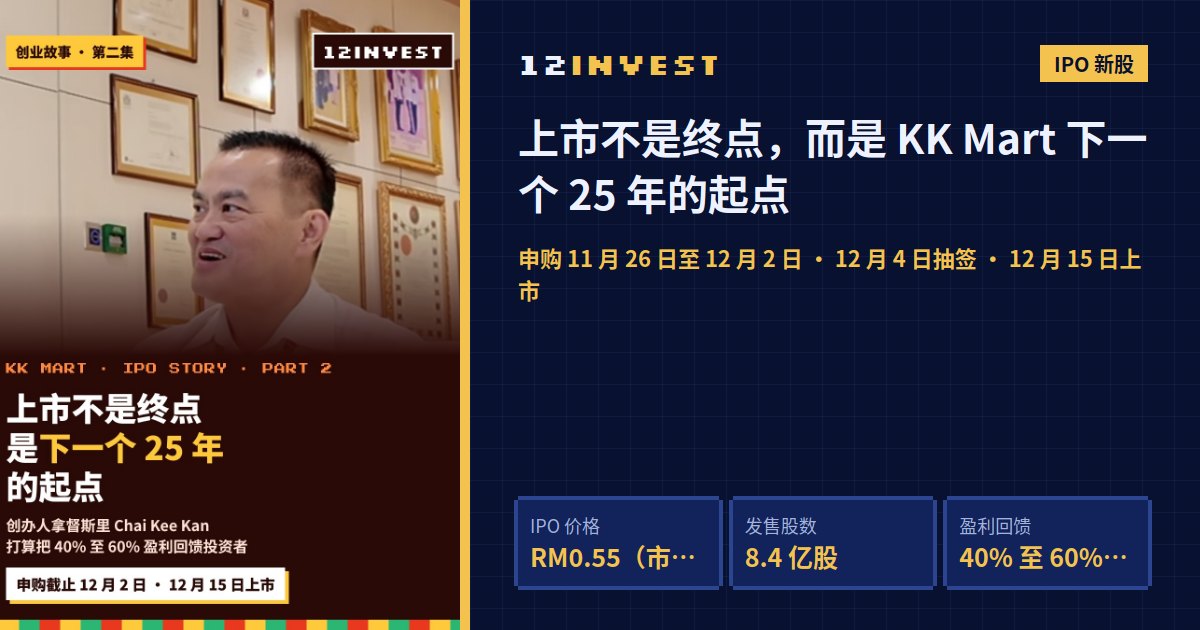 创业故事 · 第二集
12INVEST
KK MART · IPO STORY · PART 2
上市不是终点
是下一个 25 年
的起点
创办人拿督斯里 Chai Kee Kan
打算把 40% 至 60% 盈利回馈投资者
申购截止 12 月 2 日 · 12 月 15 日上市
12INVEST
IPO 新股
上市不是终点，而是 KK Mart 下一
个 25 年的起点
申购 11 月 26 日至 12 月 2 日 · 12 月 4 日抽签 · 12 月 15 日上
市
IPO 价格
RM0.55（市…
发售股数
8.4 亿股
盈利回馈
40% 至 60%…